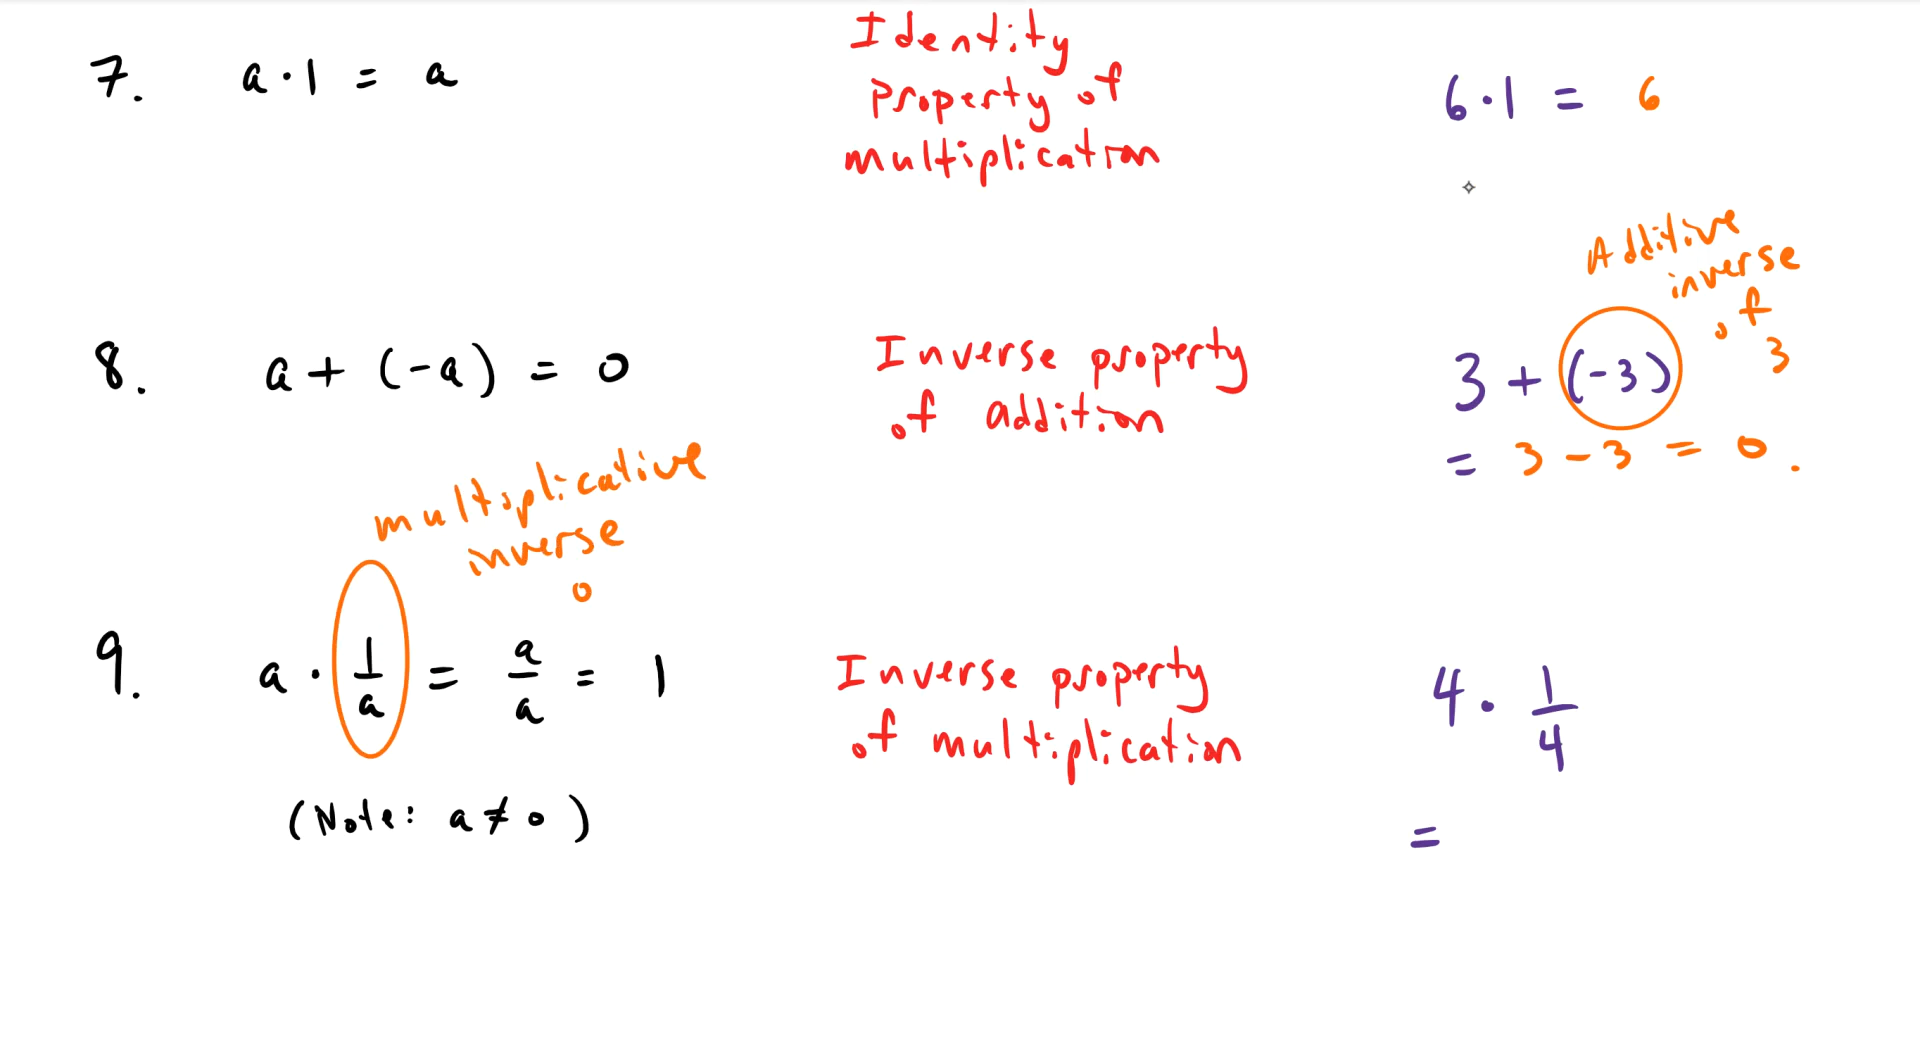 7. a · 1 = a
Identity
property of
multiplication
6 · 1 = 6
8. a + (-a) = 0
Inverse property
of addition
Additive
inverse
of
3
3 + (-3)
= 3 - 3 = 0.
multiplicative
inverse
o
9. a · 1/a = a/a = 1
(Note: a ≠ 0)
Inverse property
of multiplication
4 · 1/4
=